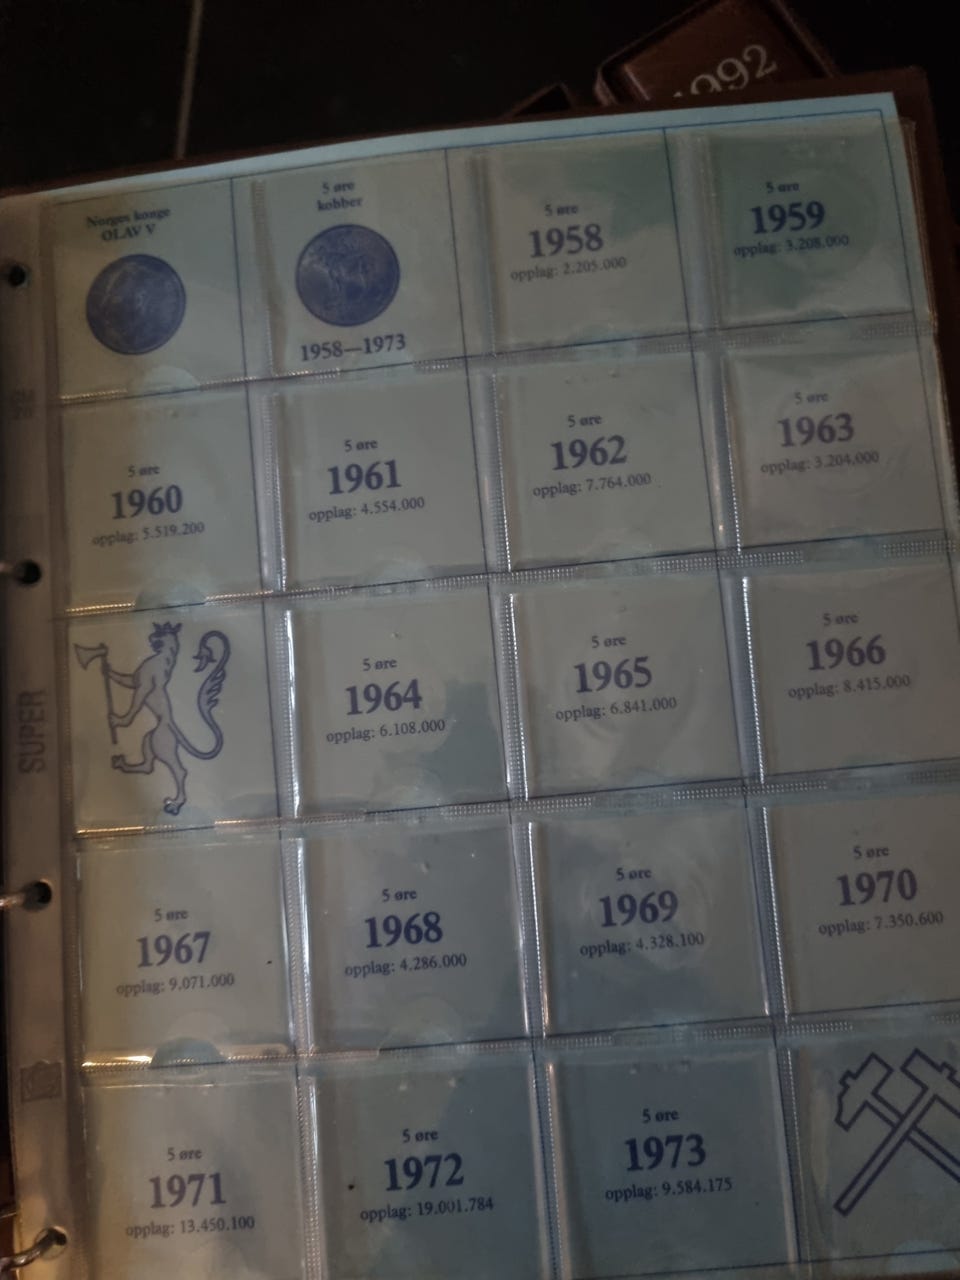 1992
Norges konge
OLAV V
5 øre
kobber
1958—1973
5 øre
1958
opplag: 2.205.000
5 øre
1959
opplag: 3.208.000
5 øre
1960
opplag: 5.519.200
5 øre
1961
opplag: 4.554.000
5 øre
1962
opplag: 7.764.000
5 øre
1963
opplag: 3.204.000
5 øre
1964
opplag: 6.108.000
5 øre
1965
opplag: 6.841.000
5 øre
1966
opplag: 8.415.000
SUPER
5 øre
1967
opplag: 9.071.000
5 øre
1968
opplag: 4.286.000
5 øre
1969
opplag: 4.328.100
5 øre
1970
opplag: 7.350.600
5 øre
1971
opplag: 13.450.100
5 øre
1972
opplag: 19.001.784
5 øre
1973
opplag: 9.584.175